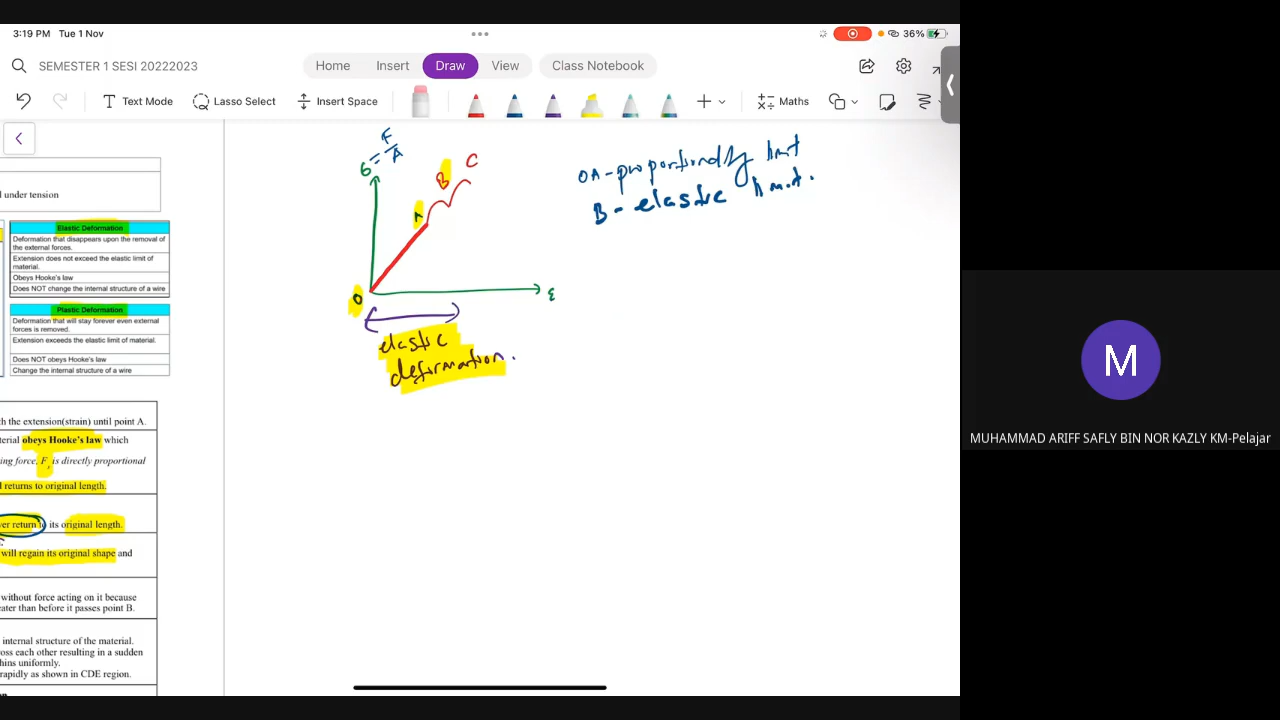 3:19 PM Tue 1 Nov
36%
SEMESTER 1 SESI 20222023
Home
Insert
Draw
View
Class Notebook
Text Mode
Lasso Select
Insert Space
Maths
under tension
Elastic Deformation
Deformation that disappears upon the removal of
the external forces.
Extension does not exceed the elastic limit of
material.
Obeys Hooke's law
Does NOT change the internal structure of a wire
Plastic Deformation
Deformation that will stay forever even external
forces is removed.
Extension exceeds the elastic limit of material.
Does NOT obeys Hooke's law
Change the internal structure of a wire
the extension(strain) until point A.
obeys Hooke's law which
ing force, Fs is directly proportional
returns to original length.
ver return to its original length.
will regain its original shape and
without force acting on it because
eater than before it passes point B.
internal structure of the material.
oss each other resulting in a sudden
hins uniformly.
rapidly as shown in CDE region.
σ = F/A
C
B
A
O
ε
elastic
deformation.
OA - proportionally limit
B - elastic limit.
M
MUHAMMAD ARIFF SAFLY BIN NOR KAZLY KM-Pelajar